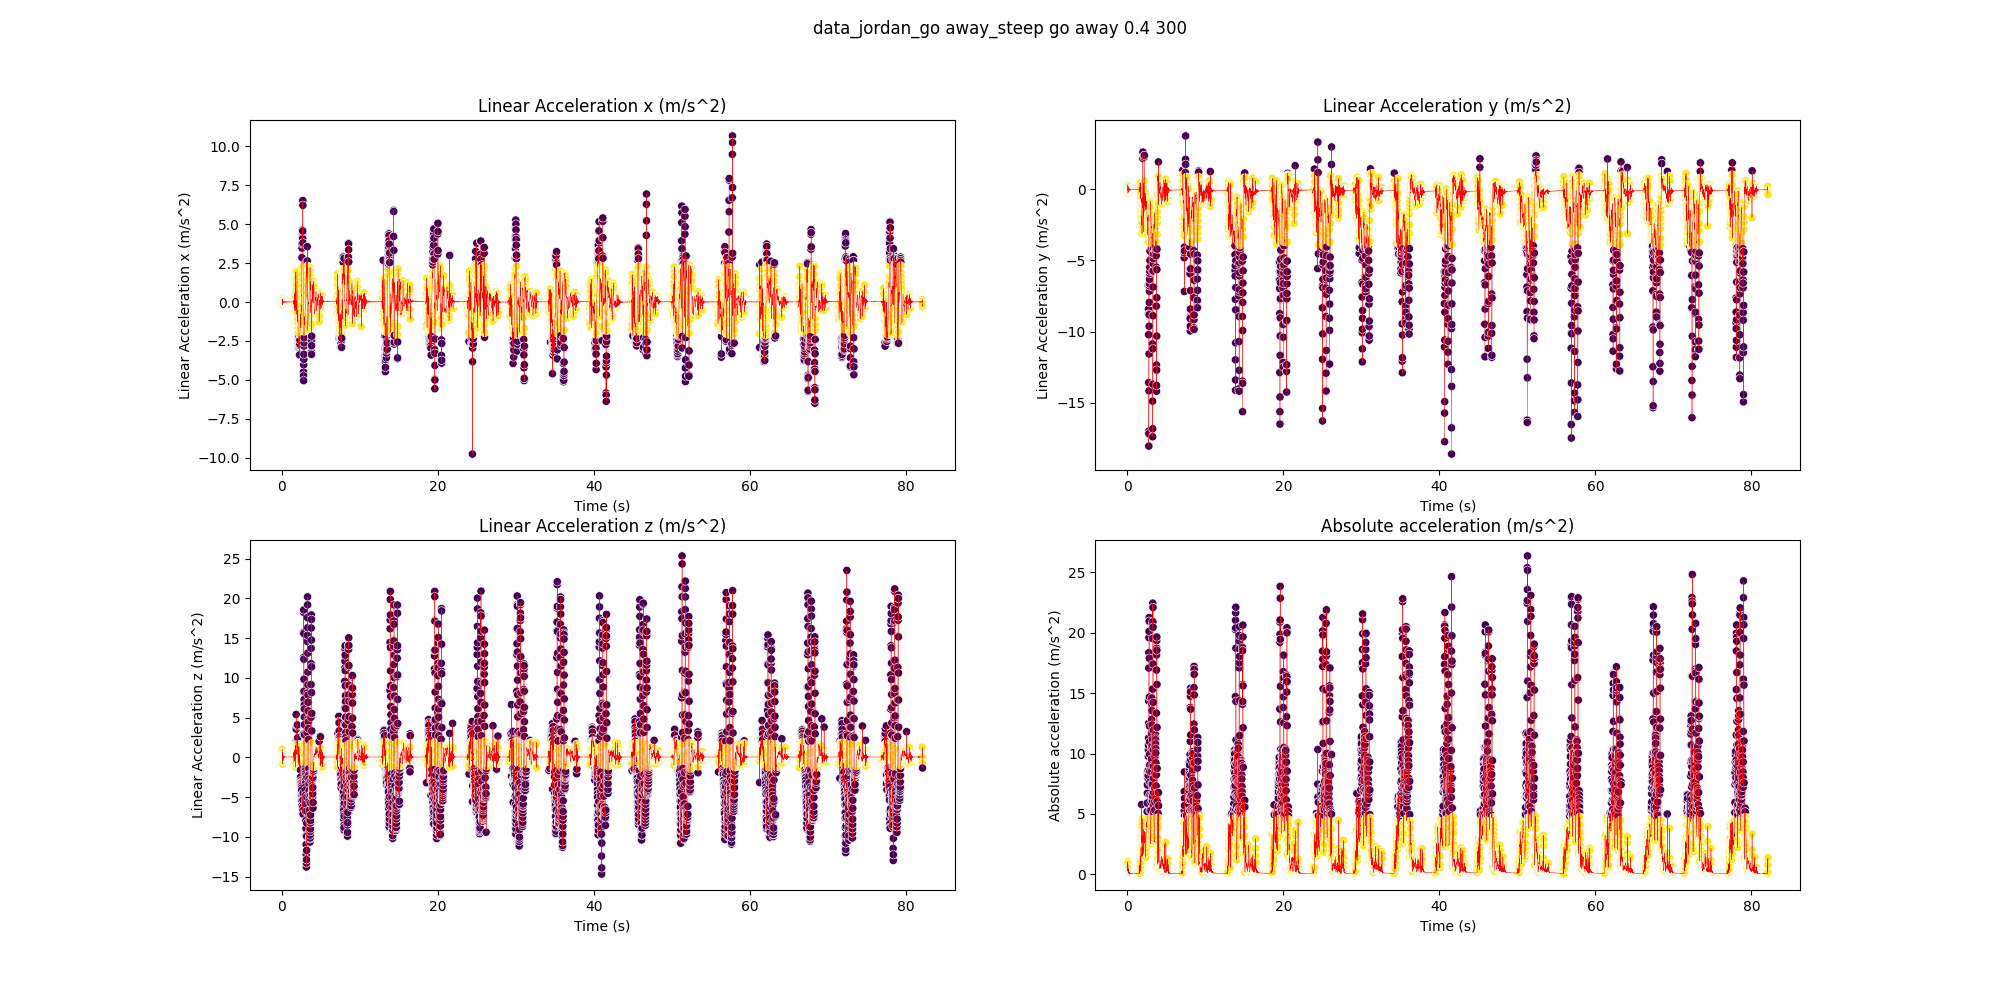 data_jordan_go away_steep go away 0.4 300
Linear Acceleration x (m/s^2)
Linear Acceleration x (m/s^2)
10.0
7.5
5.0
2.5
0.0
−2.5
−5.0
−7.5
−10.0
0 20 40 60 80
Time (s)
Linear Acceleration y (m/s^2)
Linear Acceleration y (m/s^2)
0
−5
−10
−15
0 20 40 60 80
Time (s)
Linear Acceleration z (m/s^2)
Linear Acceleration z (m/s^2)
25
20
15
10
5
0
−5
−10
−15
0 20 40 60 80
Time (s)
Absolute acceleration (m/s^2)
Absolute acceleration (m/s^2)
25
20
15
10
5
0
0 20 40 60 80
Time (s)